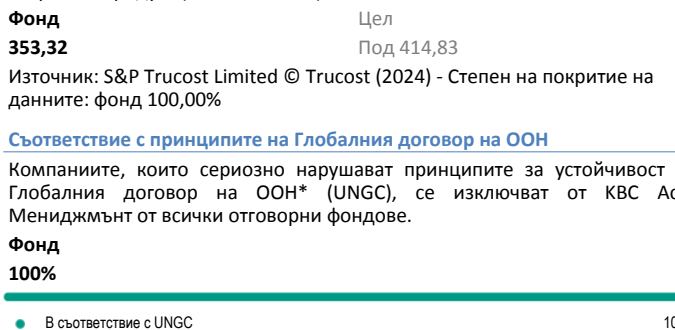 Фонд Цел
353,32 Под 414,83
Източник: S&P Trucost Limited © Trucost (2024) - Степен на покритие на
данните: фонд 100,00%
Съответствие с принципите на Глобалния договор на ООН
Компаниите, които сериозно нарушават принципите за устойчивост
Глобалния договор на ООН* (UNGC), се изключват от KBC
Мениджмънт от всички отговорни фондове.
Фонд
100%
В съответствие с UNGC